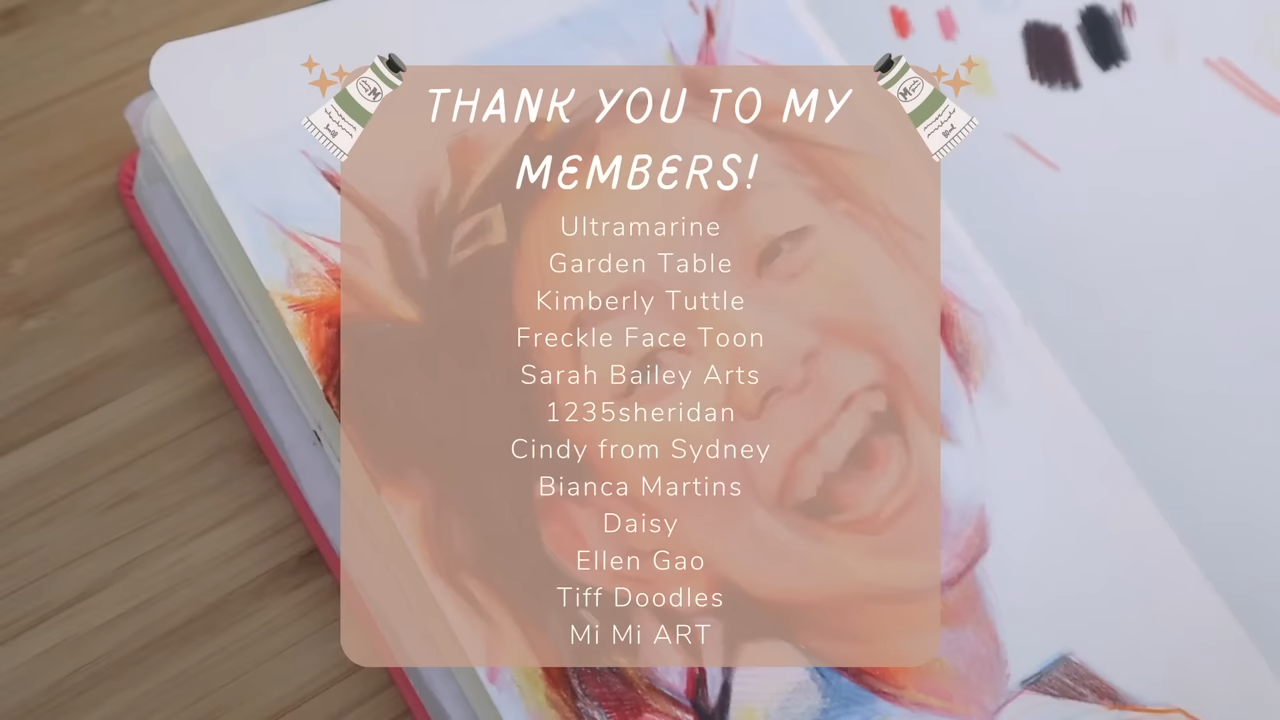 THANK YOU TO MY
MEMBERS!
Ultramarine
Garden Table
Kimberly Tuttle
Freckle Face Toon
Sarah Bailey Arts
1235sheridan
Cindy from Sydney
Bianca Martins
Daisy
Ellen Gao
Tiff Doodles
Mi Mi ART